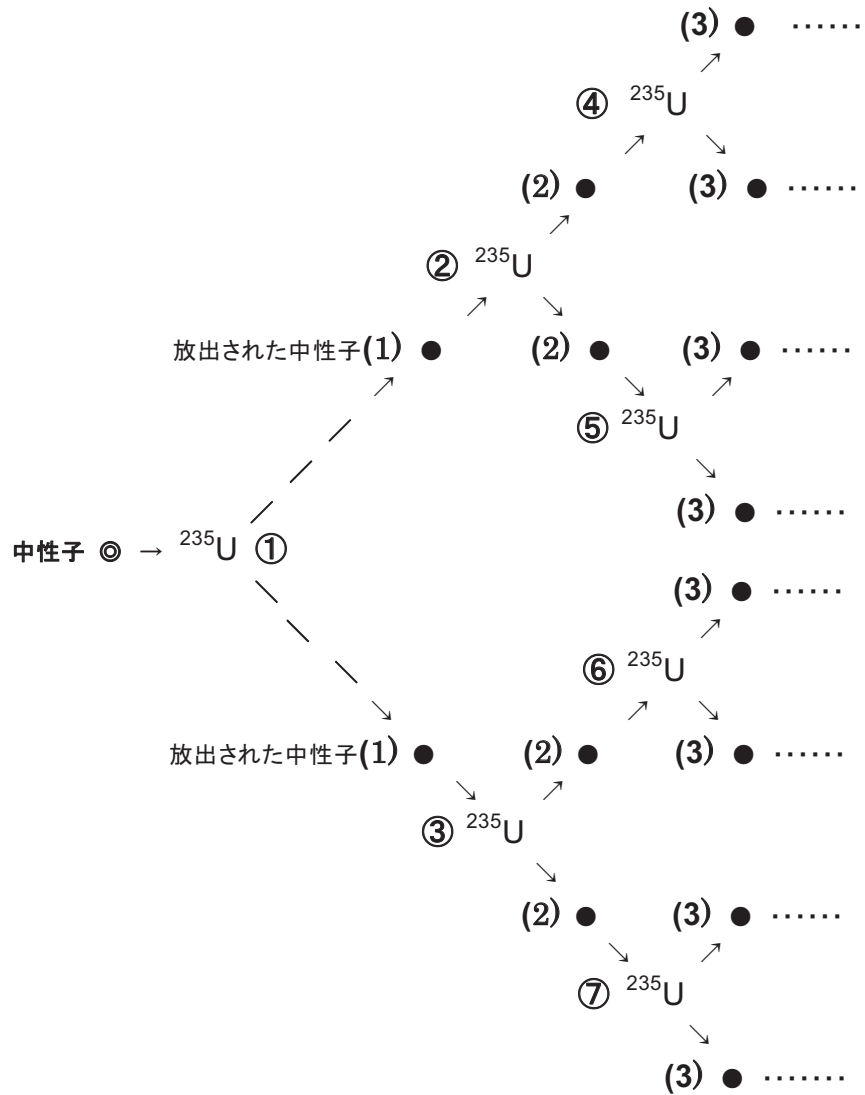 (3) ● ……
④ ²³⁵U
(2) ● (3) ● ……
② ²³⁵U
放出された中性子(1) ● (2) ● (3) ● ……
⑤ ²³⁵U
(3) ● ……
中性子 ◎ → ²³⁵U ①
(3) ● ……
⑥ ²³⁵U
放出された中性子(1) ● (2) ● (3) ● ……
③ ²³⁵U
(2) ● (3) ● ……
⑦ ²³⁵U
(3) ● ……